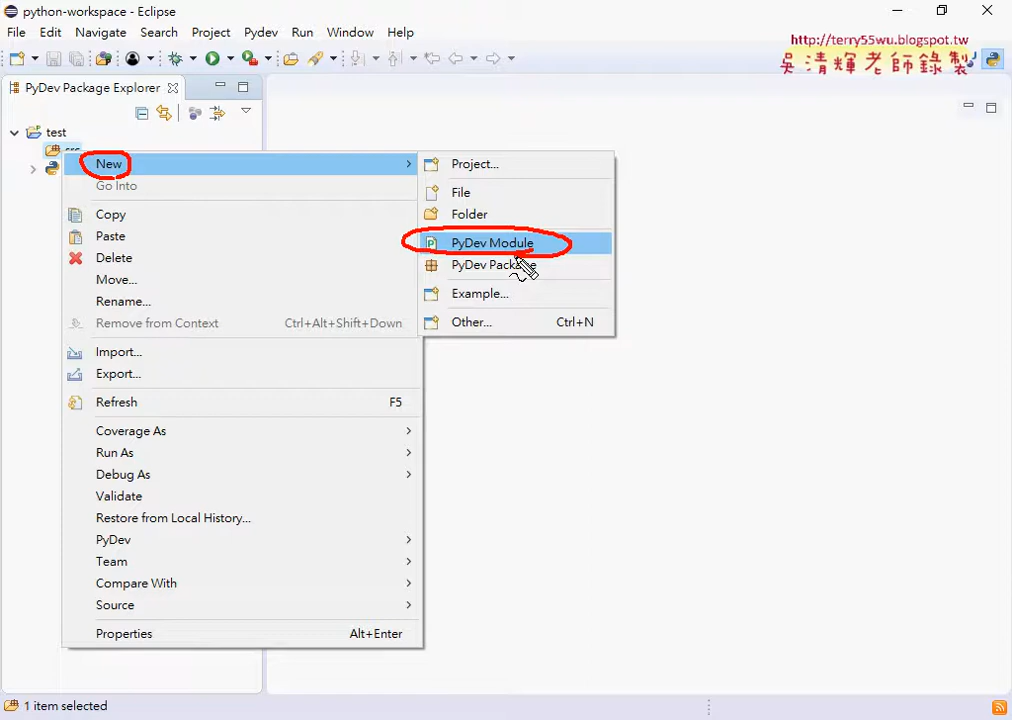 python-workspace - Eclipse
File Edit Navigate Search Project Pydev Run Window Help
http://terry55wu.blogspot.tw
吳清輝老師錄製
PyDev Package Explorer
test
src
New
Go Into
Copy
Paste
Delete
Move...
Rename...
Remove from Context Ctrl+Alt+Shift+Down
Import...
Export...
Refresh F5
Coverage As
Run As
Debug As
Validate
Restore from Local History...
PyDev
Team
Compare With
Source
Properties Alt+Enter
Project...
File
Folder
PyDev Module
PyDev Package
Example...
Other... Ctrl+N
1 item selected